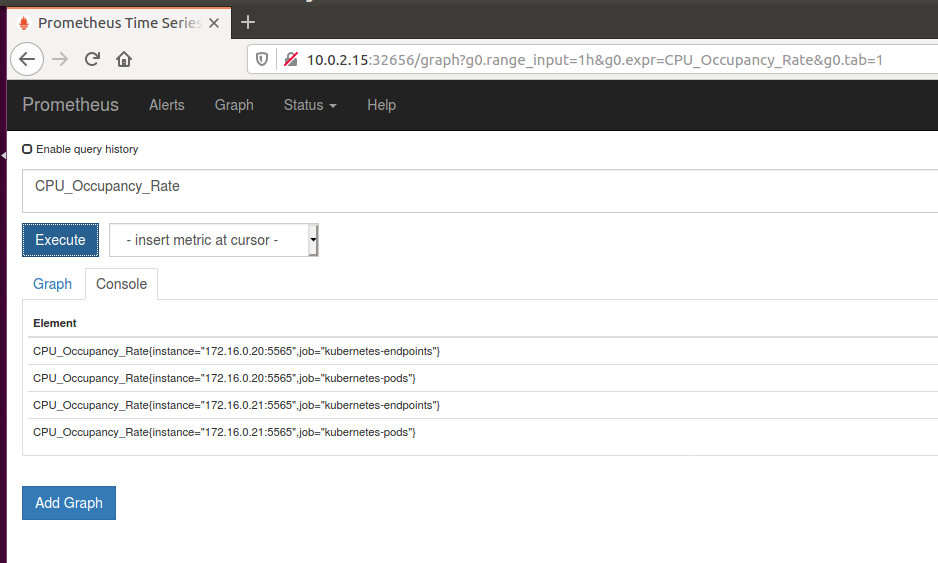 Prometheus Time Series
10.0.2.15:32656/graph?g0.range_input=1h&g0.expr=CPU_Occupancy_Rate&g0.tab=1
Prometheus Alerts Graph Status Help
Enable query history
CPU_Occupancy_Rate
Execute - insert metric at cursor -
Graph Console
Element
CPU_Occupancy_Rate{instance="172.16.0.20:5565",job="kubernetes-endpoints"}
CPU_Occupancy_Rate{instance="172.16.0.20:5565",job="kubernetes-pods"}
CPU_Occupancy_Rate{instance="172.16.0.21:5565",job="kubernetes-endpoints"}
CPU_Occupancy_Rate{instance="172.16.0.21:5565",job="kubernetes-pods"}
Add Graph